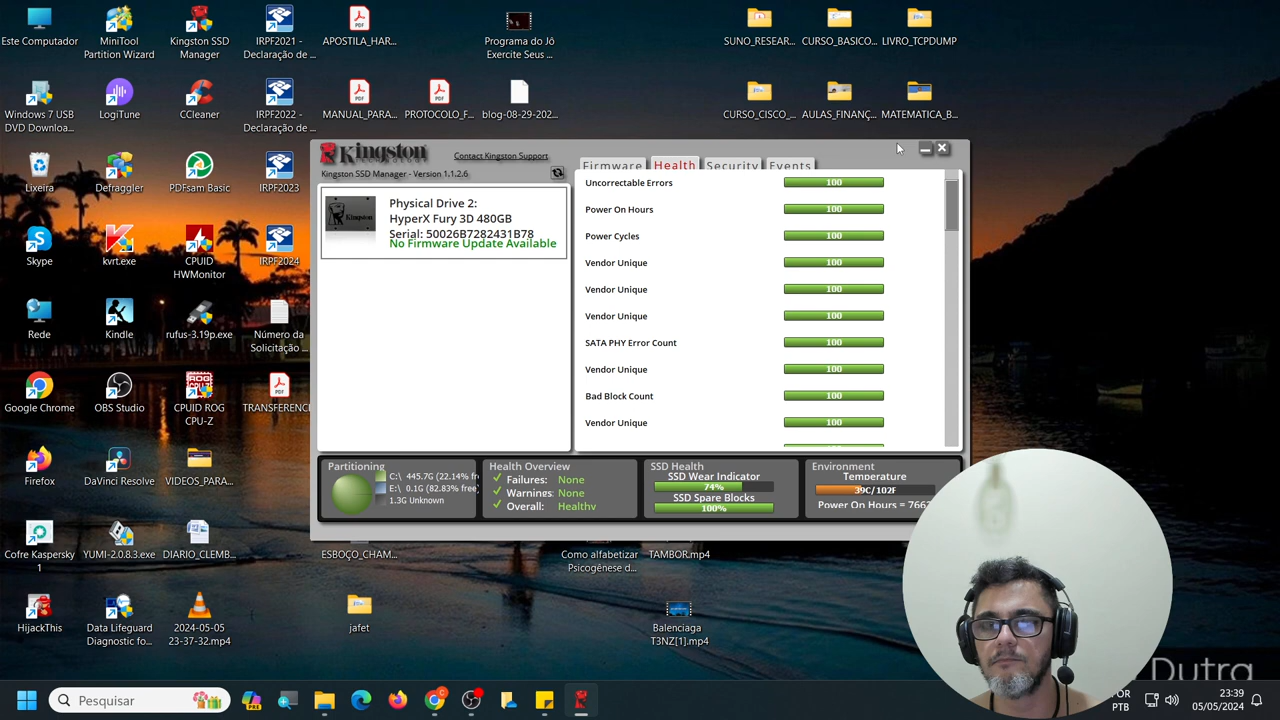 Este Computador
MiniTool
Partition Wizard
Kingston SSD
Manager
IRPF2021 -
Declaração de ...
APOSTILA_HAR...
Programa do Jô
Exercite Seus ...
SUNO_RESEAR...
CURSO_BASICO...
LIVRO_TCPDUMP
Windows 7 USB
DVD Downloa...
LogiTune
CCleaner
IRPF2022 -
Declaração de ...
MANUAL_PARA...
PROTOCOLO_F...
blog-08-29-202...
CURSO_CISCO_...
AULAS_FINANÇ...
MATEMATICA_B...
Lixeira
Defraggler
PDFsam Basic
IRPF2023
Skype
kvrt.exe
CPUID
HWMonitor
IRPF2024
Rede
Kindle
rufus-3.19p.exe
Número da
Solicitação ...
Google Chrome
OBS Studio
CPUID ROG
CPU-Z
TRANSFERENC
Firefox
DaVinci Resolve
VIDEOS_PARA...
Cofre Kaspersky
1
YUMI-2.0.8.3.exe
DIARIO_CLEMB...
ESBOÇO_CHAM...
Como alfabetizar
Psicogênese d...
TAMBOR.mp4
HijackThis
Data Lifeguard
Diagnostic fo...
2024-05-05
23-37-32.mp4
jafet
Balenciaga
T3NZ[1].mp4
Kingston
TECHNOLOGY
Contact Kingston Support
Kingston SSD Manager - Version 1.1.2.6
Firmware
Health
Security
Events
Kingston
Physical Drive 2:
HyperX Fury 3D 480GB
Serial: 50026B7282431B78
No Firmware Update Available
Uncorrectable Errors 100
Power On Hours 100
Power Cycles 100
Vendor Unique 100
Vendor Unique 100
Vendor Unique 100
SATA PHY Error Count 100
Vendor Unique 100
Bad Block Count 100
Vendor Unique 100
Partitioning
C:\ 445.7G (22.14% fr
E:\ 0.1G (82.83% free)
1.3G Unknown
Health Overview
Failures: None
Warnings: None
Overall: Healthy
SSD Health
SSD Wear Indicator
74%
SSD Spare Blocks
100%
Environment
Temperature
39C/102F
Power On Hours = 766
Dutra
Pesquisar
PRE
POR
PTB
23:39
05/05/2024